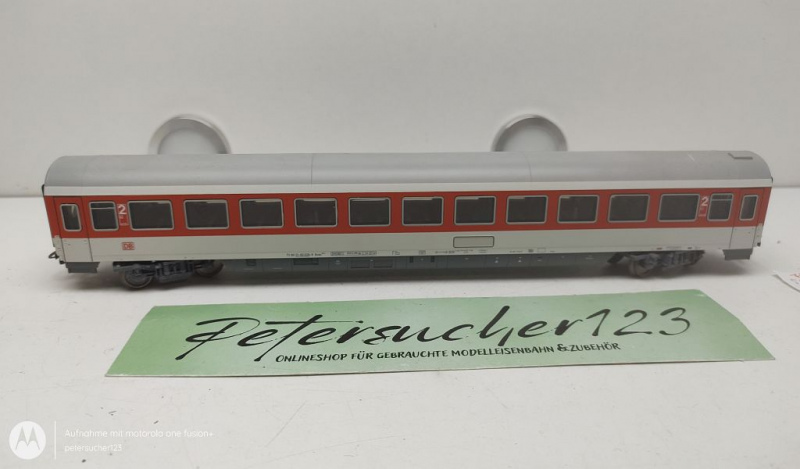 2
2
DB
Petersucher123
ONLINESHOP FÜR GEBRAUCHTE MODELLEISENBAHN & ZUBEHÖR
Aufnahme mit motorola one fusion+
petersucher123